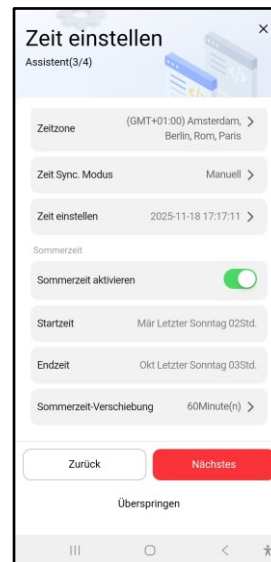 Zeit einstellen
Assistent(3/4)
Zeitzone
(GMT+01:00) Amsterdam,
Berlin, Rom, Paris
Zeit Sync. Modus
Manuell
Zeit einstellen
2025-11-18 17:17:11
Sommerzeit
Sommerzeit aktivieren
Startzeit
Mär Letzter Sonntag 02Std.
Endzeit
Okt Letzter Sonntag 03Std.
Sommerzeit-Verschiebung
60Minute(n)
Zurück
Nächstes
Überspringen